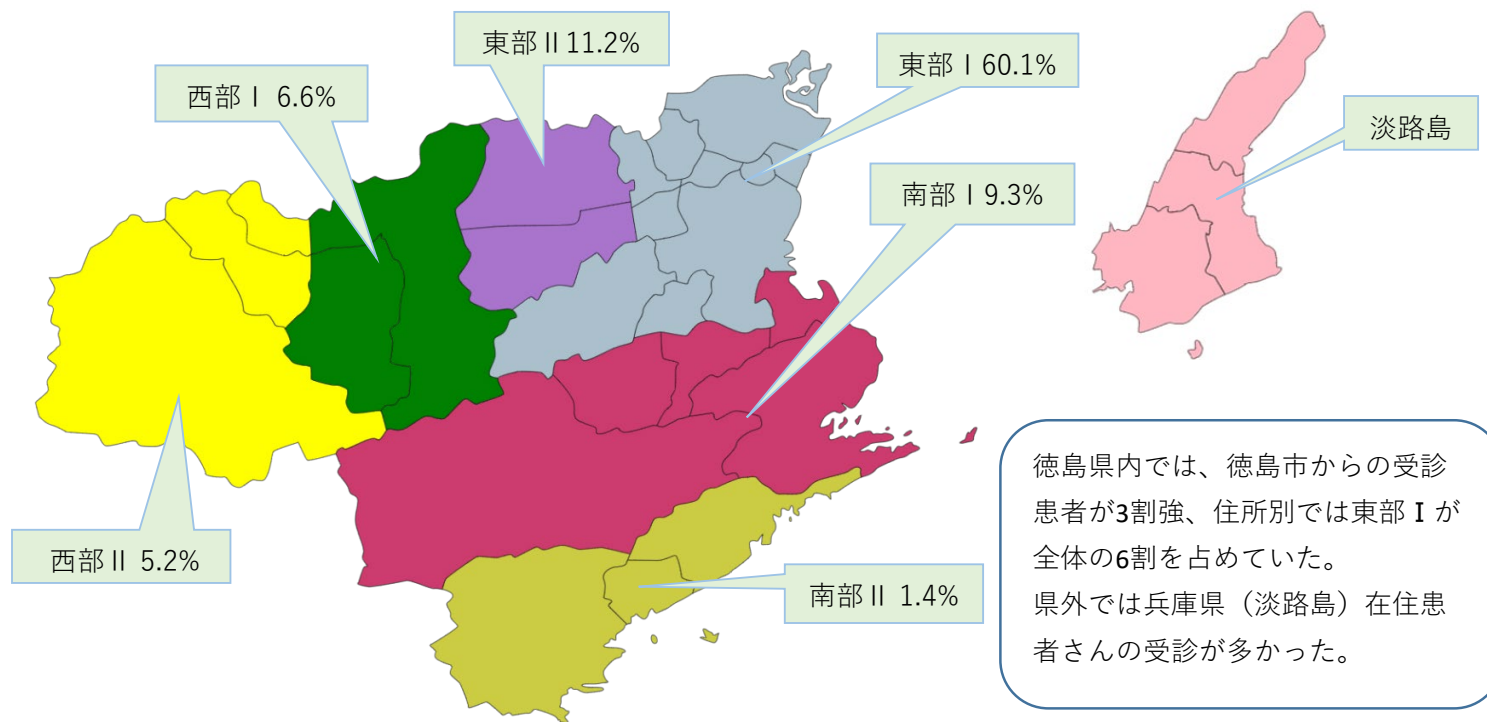 東部Ⅱ 11.2%
東部Ⅰ 60.1%
西部Ⅰ 6.6%
淡路島
南部Ⅰ 9.3%
西部Ⅱ 5.2%
南部Ⅱ 1.4%
徳島県内では、徳島市からの受診
患者が3割強、住所別では東部Ⅰが
全体の6割を占めていた。
県外では兵庫県（淡路島）在住患
者さんの受診が多かった。